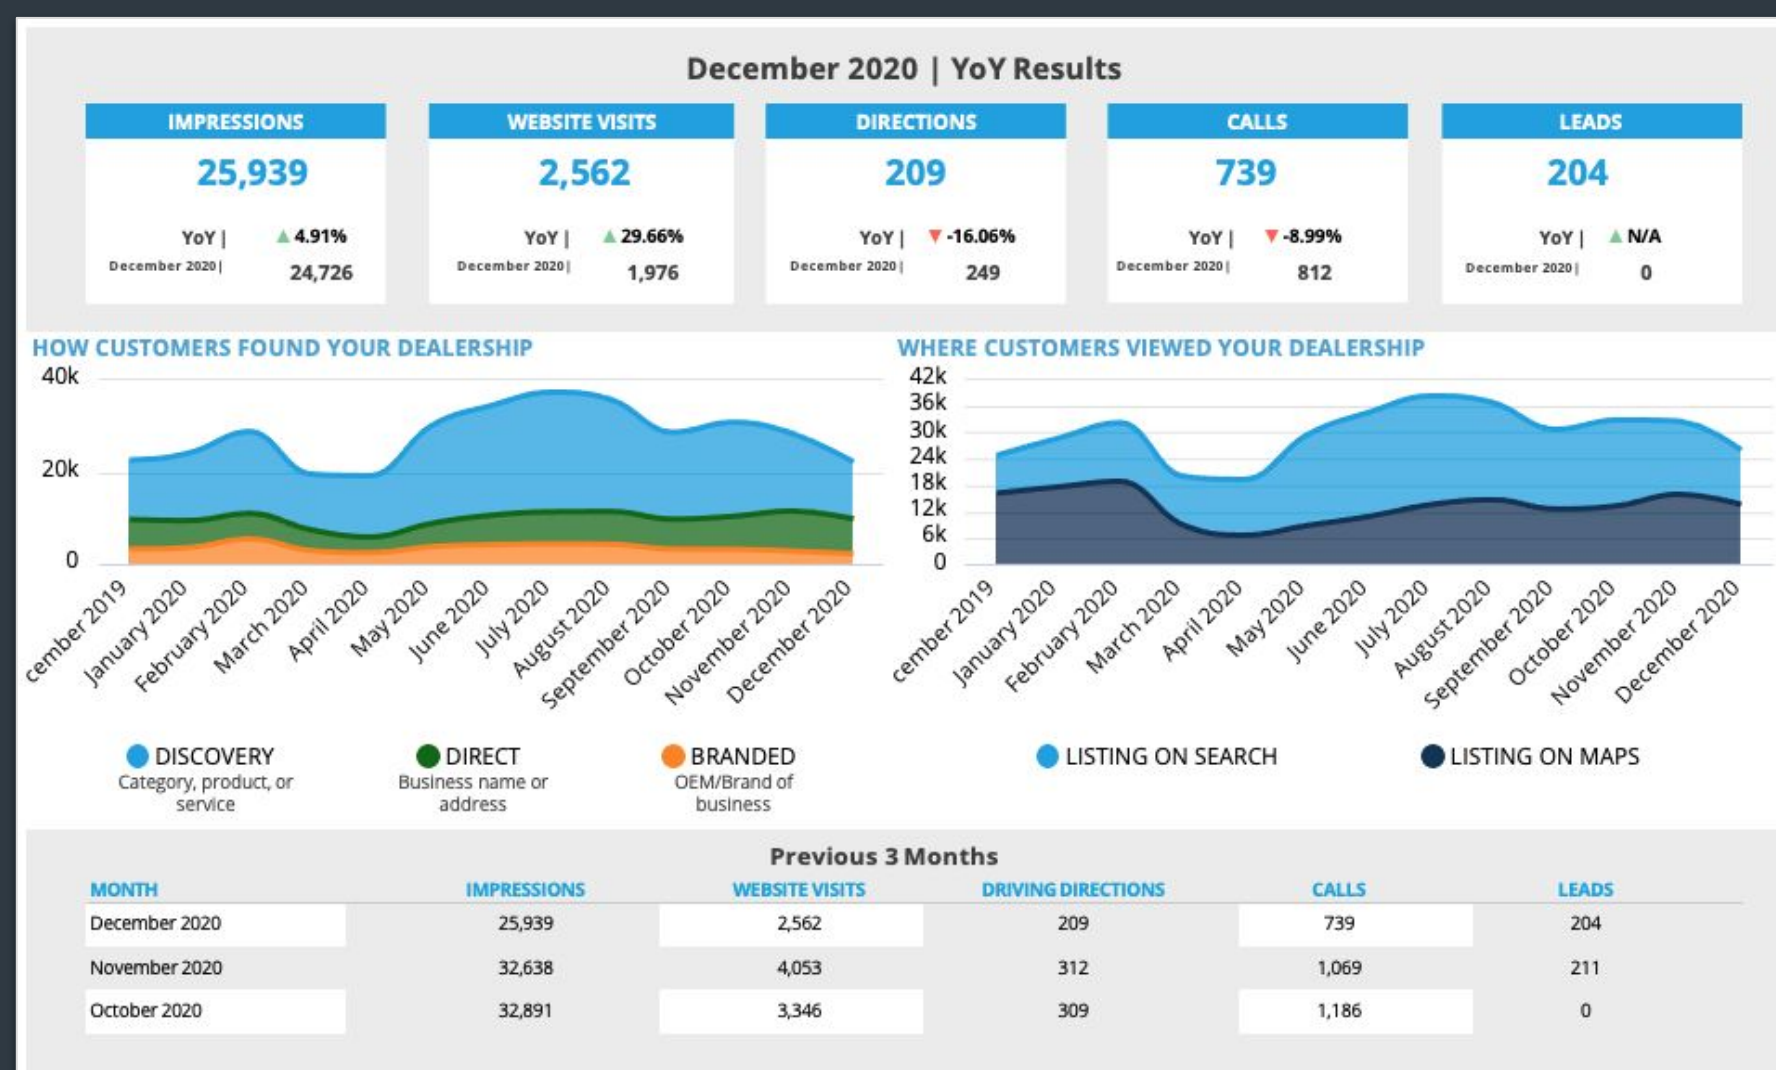 December 2020 | YoY Results
IMPRESSIONS
25,939
YoY | ▲ 4.91%
December 2020 | 24,726
WEBSITE VISITS
2,562
YoY | ▲ 29.66%
December 2020 | 1,976
DIRECTIONS
209
YoY | ▼ -16.06%
December 2020 | 249
CALLS
739
YoY | ▼ -8.99%
December 2020 | 812
LEADS
204
YoY | ▲ N/A
December 2020 | 0
HOW CUSTOMERS FOUND YOUR DEALERSHIP
40k
20k
0
cember 2019
January 2020
February 2020
March 2020
April 2020
May 2020
June 2020
July 2020
August 2020
September 2020
October 2020
November 2020
December 2020
DISCOVERY
Category, product, or
service
DIRECT
Business name or
address
BRANDED
OEM/Brand of
business
WHERE CUSTOMERS VIEWED YOUR DEALERSHIP
42k
36k
30k
24k
18k
12k
6k
0
cember 2019
January 2020
February 2020
March 2020
April 2020
May 2020
June 2020
July 2020
August 2020
September 2020
October 2020
November 2020
December 2020
LISTING ON SEARCH
LISTING ON MAPS
Previous 3 Months
MONTH IMPRESSIONS WEBSITE VISITS DRIVING DIRECTIONS CALLS LEADS
December 2020 25,939 2,562 209 739 204
November 2020 32,638 4,053 312 1,069 211
October 2020 32,891 3,346 309 1,186 0